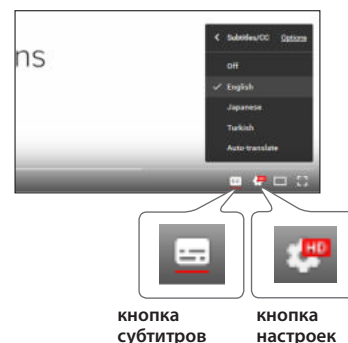 ns
Subtitles/CC Options
Off
English
Japanese
Turkish
Auto-translate
HD
кнопка
субтитров
кнопка
настроек